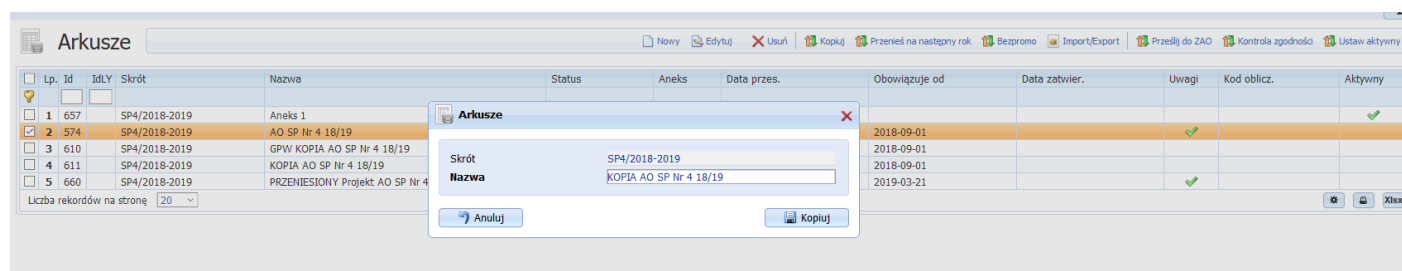 Arkusze Nowy Edytuj Usuń Kopiuj Przenieś na następny rok Bezpromo Import/Export Prześlij do ZAO Kontrola zgodności Ustaw aktywny
Lp. Id IdLY Skrót Nazwa Status Aneks Data przes. Obowiązuje od Data zatwier. Uwagi Kod oblicz. Aktywny
1 657 SP4/2018-2019 Aneks 1
2 574 SP4/2018-2019 AO SP Nr 4 18/19 2018-09-01
3 610 SP4/2018-2019 GPW KOPIA AO SP Nr 4 18/19 2018-09-01
4 611 SP4/2018-2019 KOPIA AO SP Nr 4 18/19 2018-09-01
5 660 SP4/2018-2019 PRZENIESIONY Projekt AO SP Nr 4 2019-03-21
Liczba rekordów na stronę 20 Xlsx
Arkusze
Skrót SP4/2018-2019
Nazwa KOPIA AO SP Nr 4 18/19
Anuluj Kopiuj